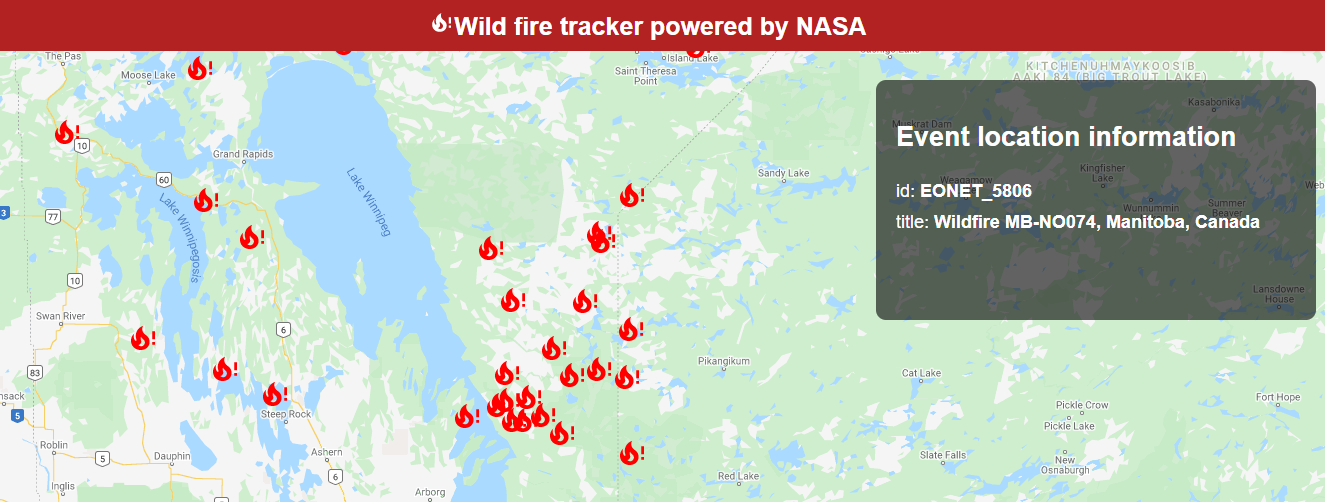 Wild fire tracker powered by NASA
The Pas
Moose Lake
Island Lake
Saint Theresa
Point
KITCHENUHMAYKOOSIB
AAKI 84 (BIG TROUT LAKE)
Kasabonika
Muskrat Dam
Event location information
10
Grand Rapids
Sandy Lake
Kingfisher
Lake
Weagamow
60
id: EONET_5806
Lake Winnipeg
Lake Winnipegosis
Web
3
77
Wunnummin
Summer
Beaver
title: Wildfire MB-NO074, Manitoba, Canada
10
Lansdowne
House
Swan River
6
Pikangikum
83
Cat Lake
nsack
5
Steep Rock
Fort Hope
Pickle Crow
Pickle Lake
Roblin
5
Dauphin
Ashern
Slate Falls
New
Osnaburgh
6
Red Lake
Inglis
Arborg